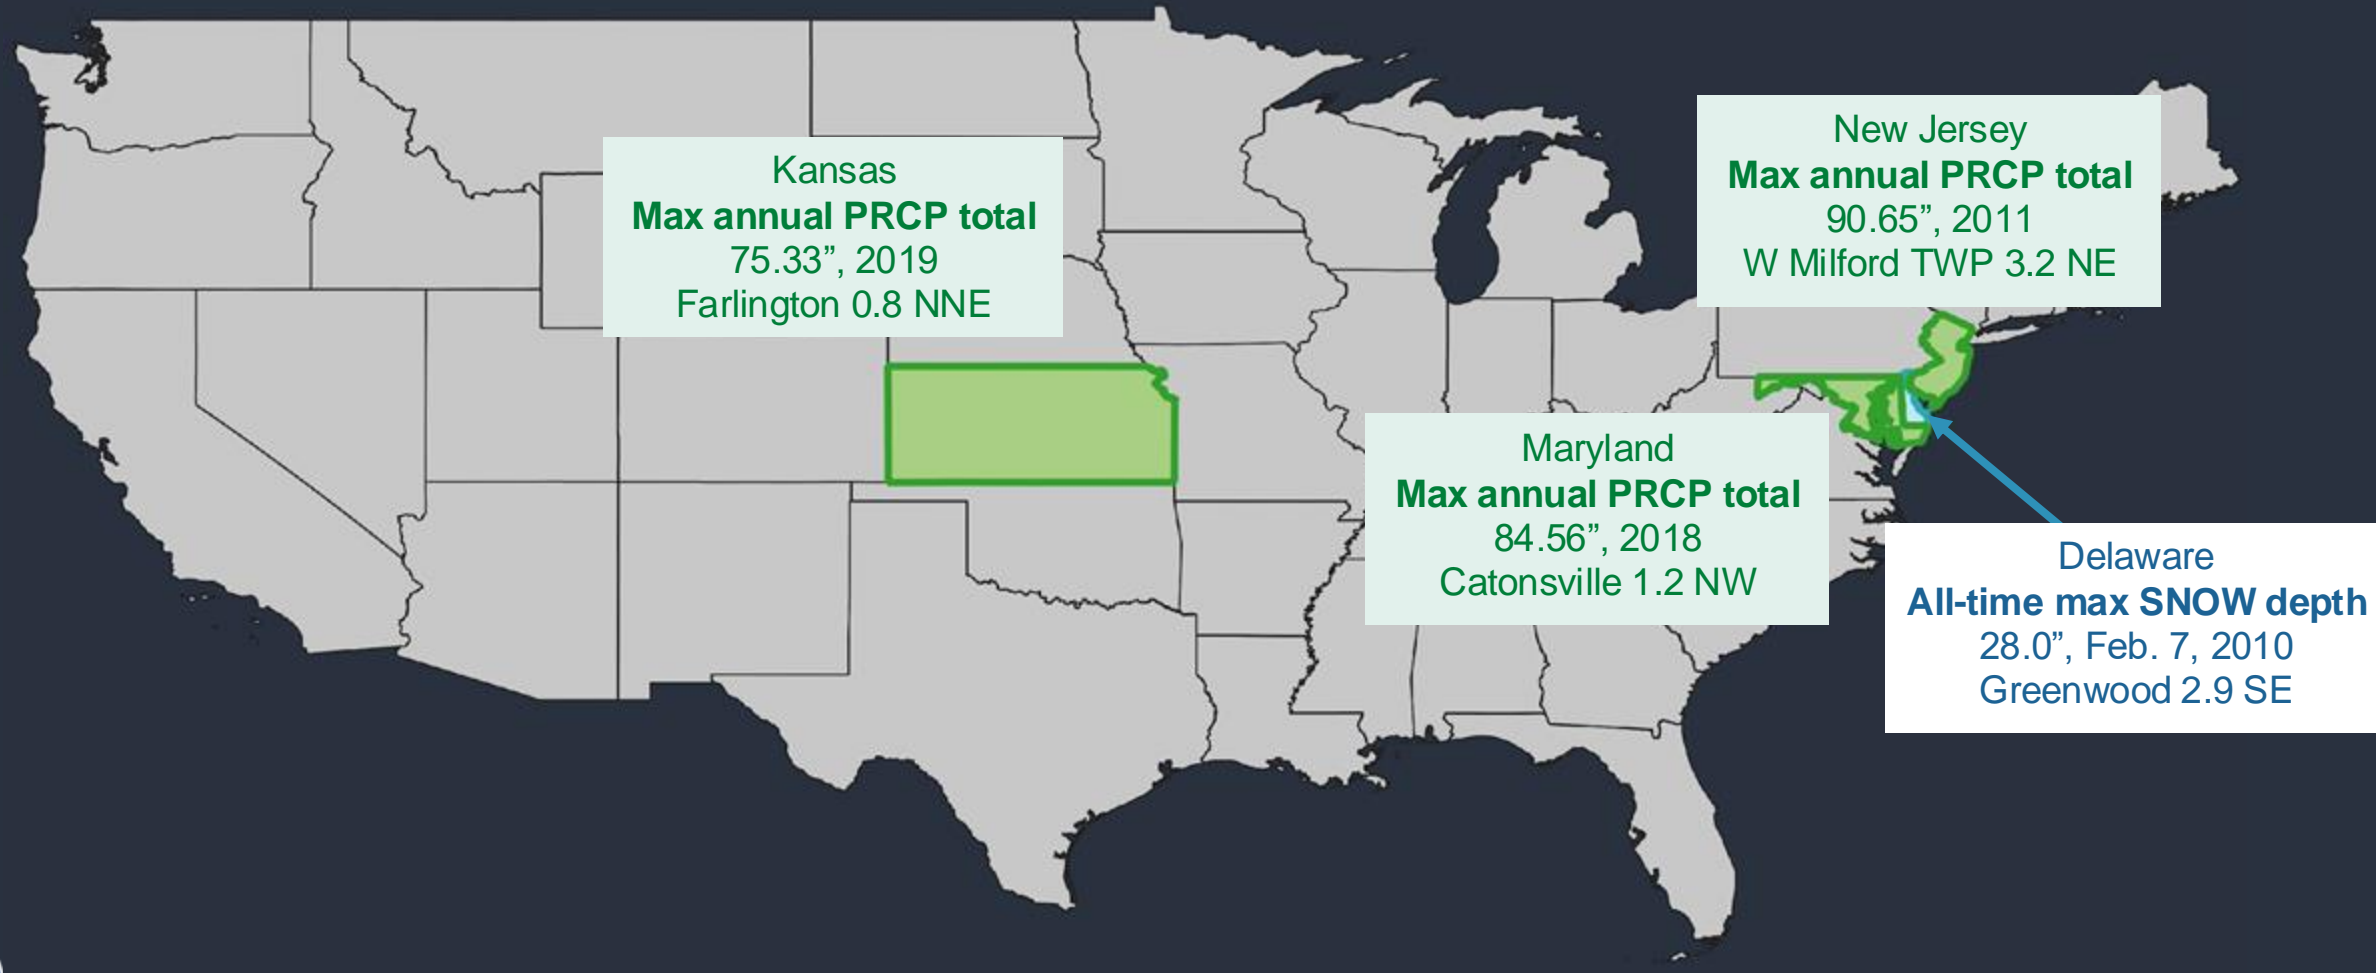 Kansas
Max annual PRCP total
75.33”, 2019
Farlington 0.8 NNE
New Jersey
Max annual PRCP total
90.65”, 2011
W Milford TWP 3.2 NE
Maryland
Max annual PRCP total
84.56”, 2018
Catonsville 1.2 NW
Delaware
All-time max SNOW depth
28.0”, Feb. 7, 2010
Greenwood 2.9 SE